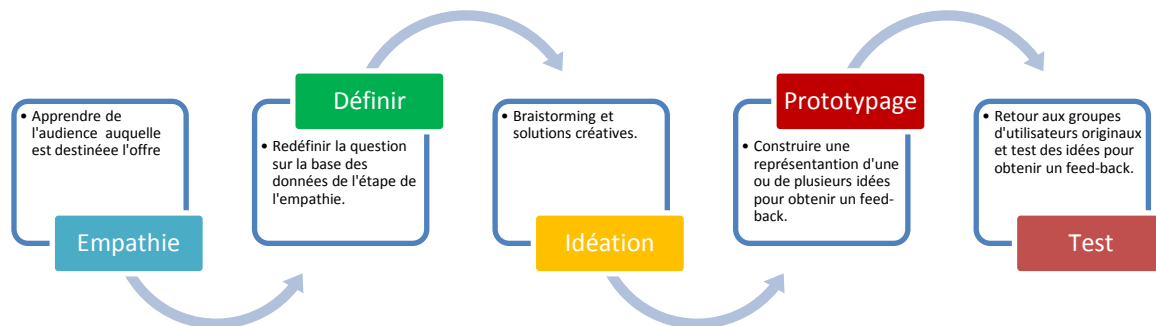 • Apprendre de
l'audience auquelle
est destinéee l'offre
Empathie
Définir
• Redéfinir la question
sur la base des
données de l'étape de
l'empathie.
• Braistorming et
solutions créatives.
Idéation
Prototypage
• Construire une
représentantion d'une
ou de plusieurs idées
pour obtenir un feed-
back.
• Retour aux groupes
d'utilisateurs originaux
et test des idées pour
obtenir un feed-back.
Test